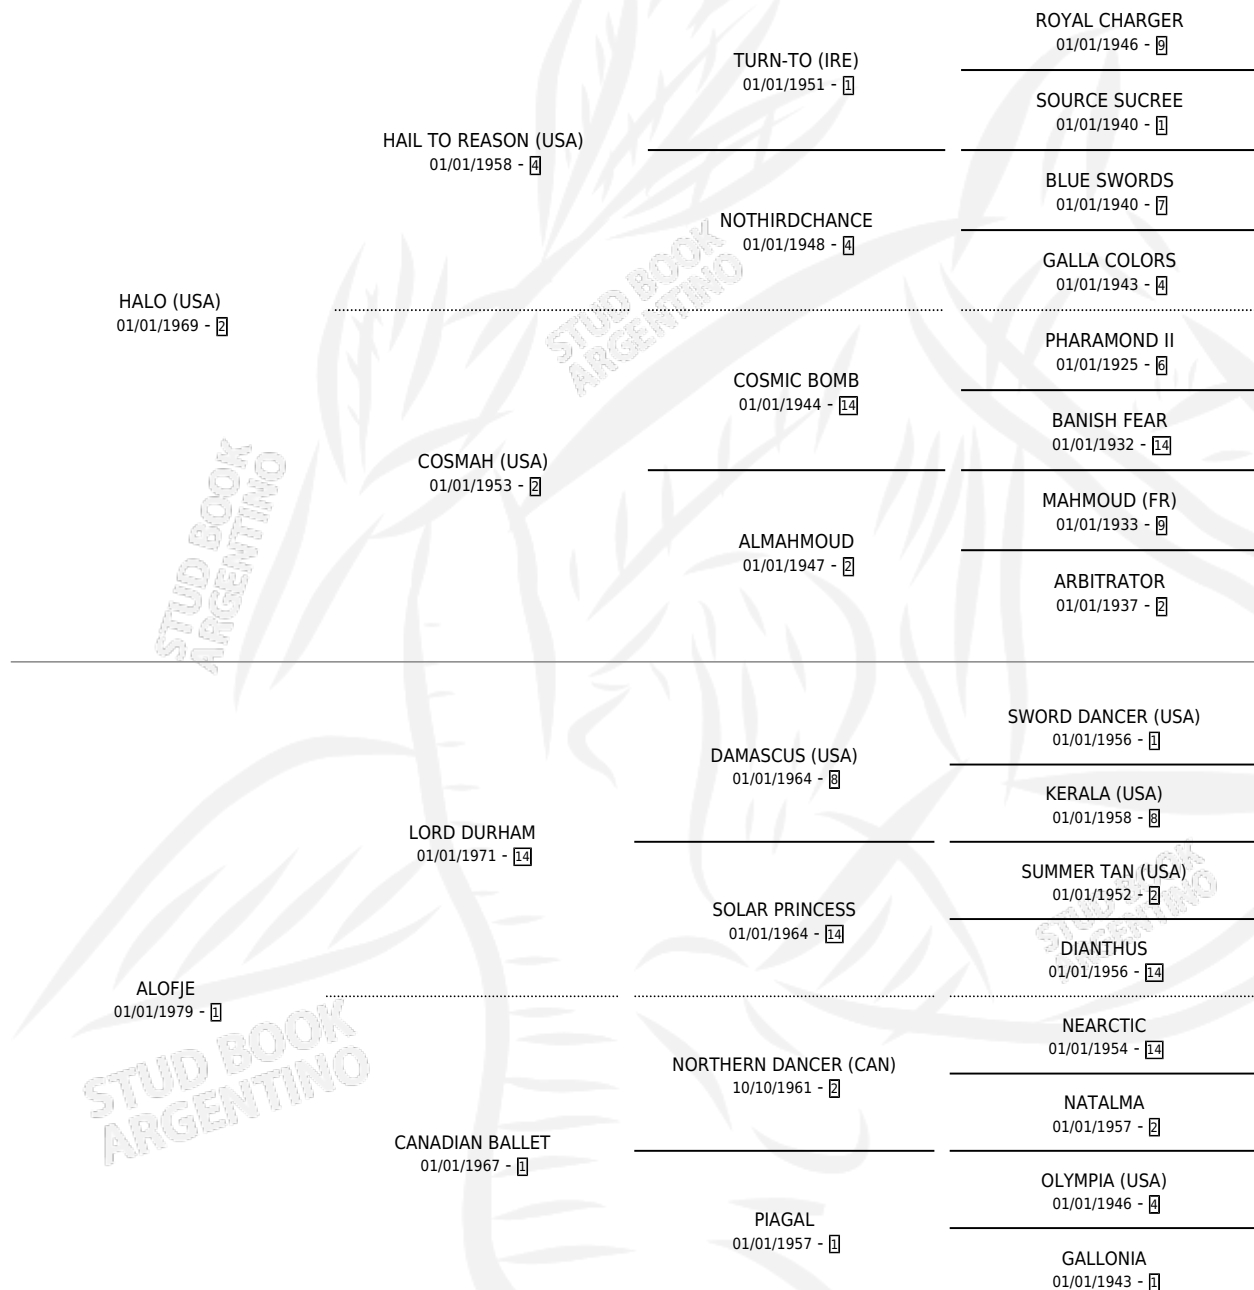 HALO (USA)
01/01/1969 - 2
HAIL TO REASON (USA)
01/01/1958 - 4
TURN-TO (IRE)
01/01/1951 - 1
ROYAL CHARGER
01/01/1946 - 9
SOURCE SUCREE
01/01/1940 - 1
NOTHIRDCHANCE
01/01/1948 - 4
BLUE SWORDS
01/01/1940 - 7
GALLA COLORS
01/01/1943 - 4
COSMAH (USA)
01/01/1953 - 2
COSMIC BOMB
01/01/1944 - 14
PHARAMOND II
01/01/1925 - 6
BANISH FEAR
01/01/1932 - 14
ALMAHMOUD
01/01/1947 - 2
MAHMOUD (FR)
01/01/1933 - 9
ARBITRATOR
01/01/1937 - 2
ALOFJE
01/01/1979 - 1
LORD DURHAM
01/01/1971 - 14
DAMASCUS (USA)
01/01/1964 - 8
SWORD DANCER (USA)
01/01/1956 - 1
KERALA (USA)
01/01/1958 - 8
SOLAR PRINCESS
01/01/1964 - 14
SUMMER TAN (USA)
01/01/1952 - 2
DIANTHUS
01/01/1956 - 14
CANADIAN BALLET
01/01/1967 - 1
NORTHERN DANCER (CAN)
10/10/1961 - 2
NEARCTIC
01/01/1954 - 14
NATALMA
01/01/1957 - 2
PIAGAL
01/01/1957 - 1
OLYMPIA (USA)
01/01/1946 - 4
GALLONIA
01/01/1943 - 1
STUD BOOK
ARGENTINO
STUD BOOK
ARGENTINO
STUD BOOK
ARGENTINO
STUD BOOK
ARGENTINO